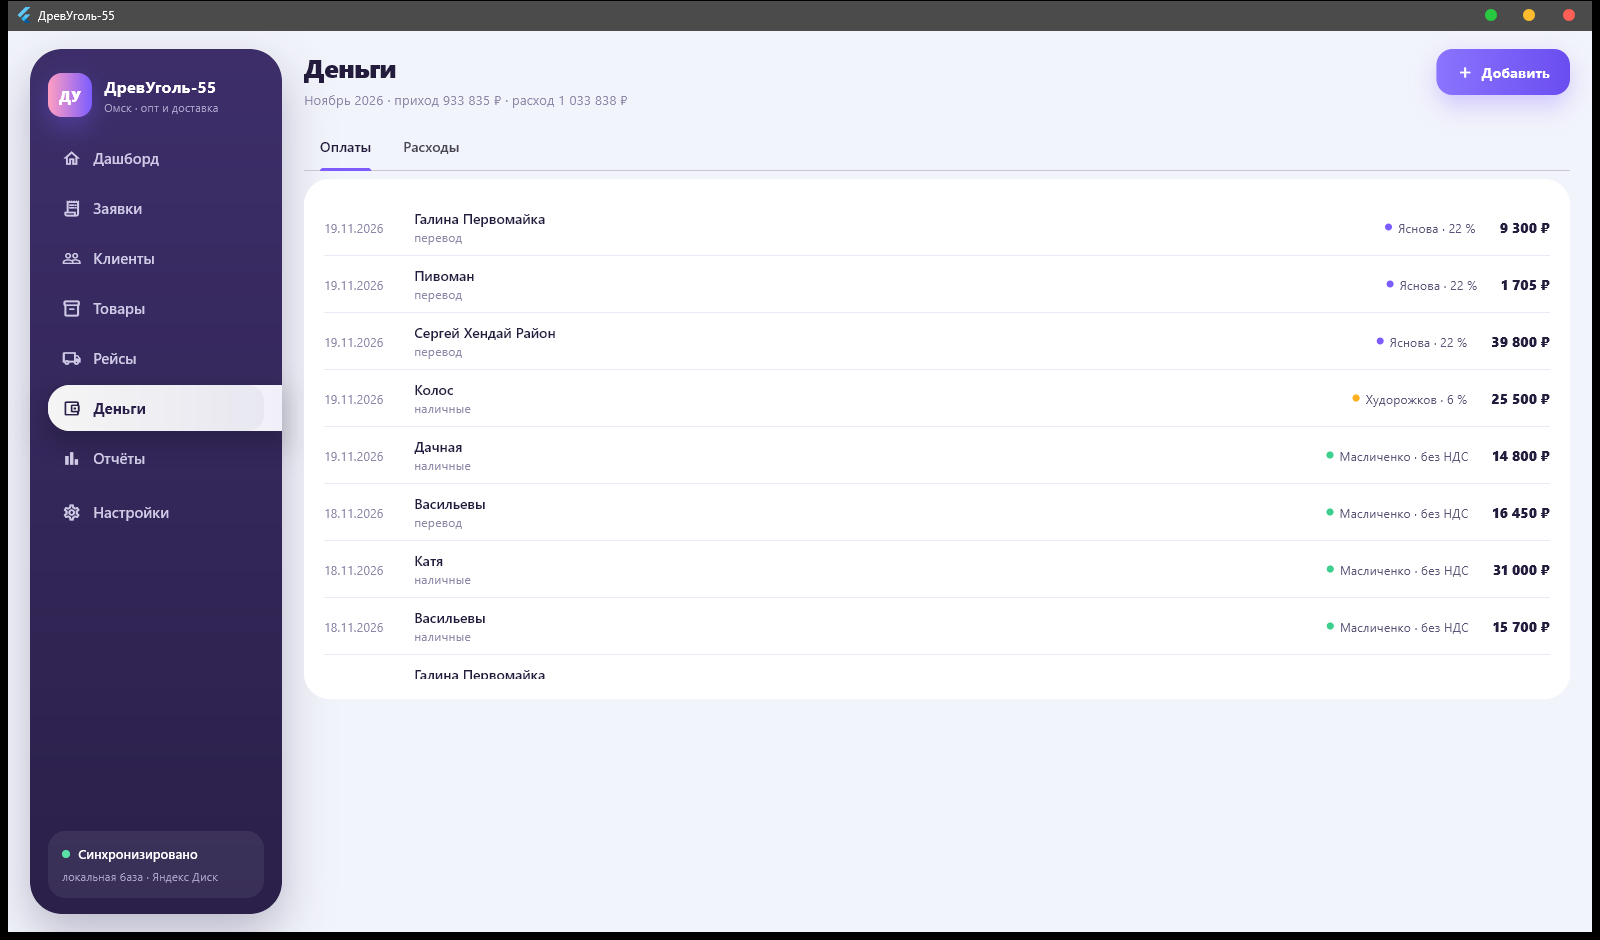 ДревУголь-55
ДУ
ДревУголь-55
Омск · опт и доставка
Дашборд
Заявки
Клиенты
Товары
Рейсы
Деньги
Отчёты
Настройки
Синхронизировано
локальная база · Яндекс Диск
Деньги
Ноябрь 2026 · приход 933 835 ₽ · расход 1 033 838 ₽
+ Добавить
Оплаты Расходы
19.11.2026 Галина Первомайка Яснова · 22 % 9 300 ₽
перевод
19.11.2026 Пивоман Яснова · 22 % 1 705 ₽
перевод
19.11.2026 Сергей Хендай Район Яснова · 22 % 39 800 ₽
перевод
19.11.2026 Колос Худорожков · 6 % 25 500 ₽
наличные
19.11.2026 Дачная Масличенко · без НДС 14 800 ₽
наличные
18.11.2026 Васильевы Масличенко · без НДС 16 450 ₽
перевод
18.11.2026 Катя Масличенко · без НДС 31 000 ₽
наличные
18.11.2026 Васильевы Масличенко · без НДС 15 700 ₽
наличные
Галина Первомайка